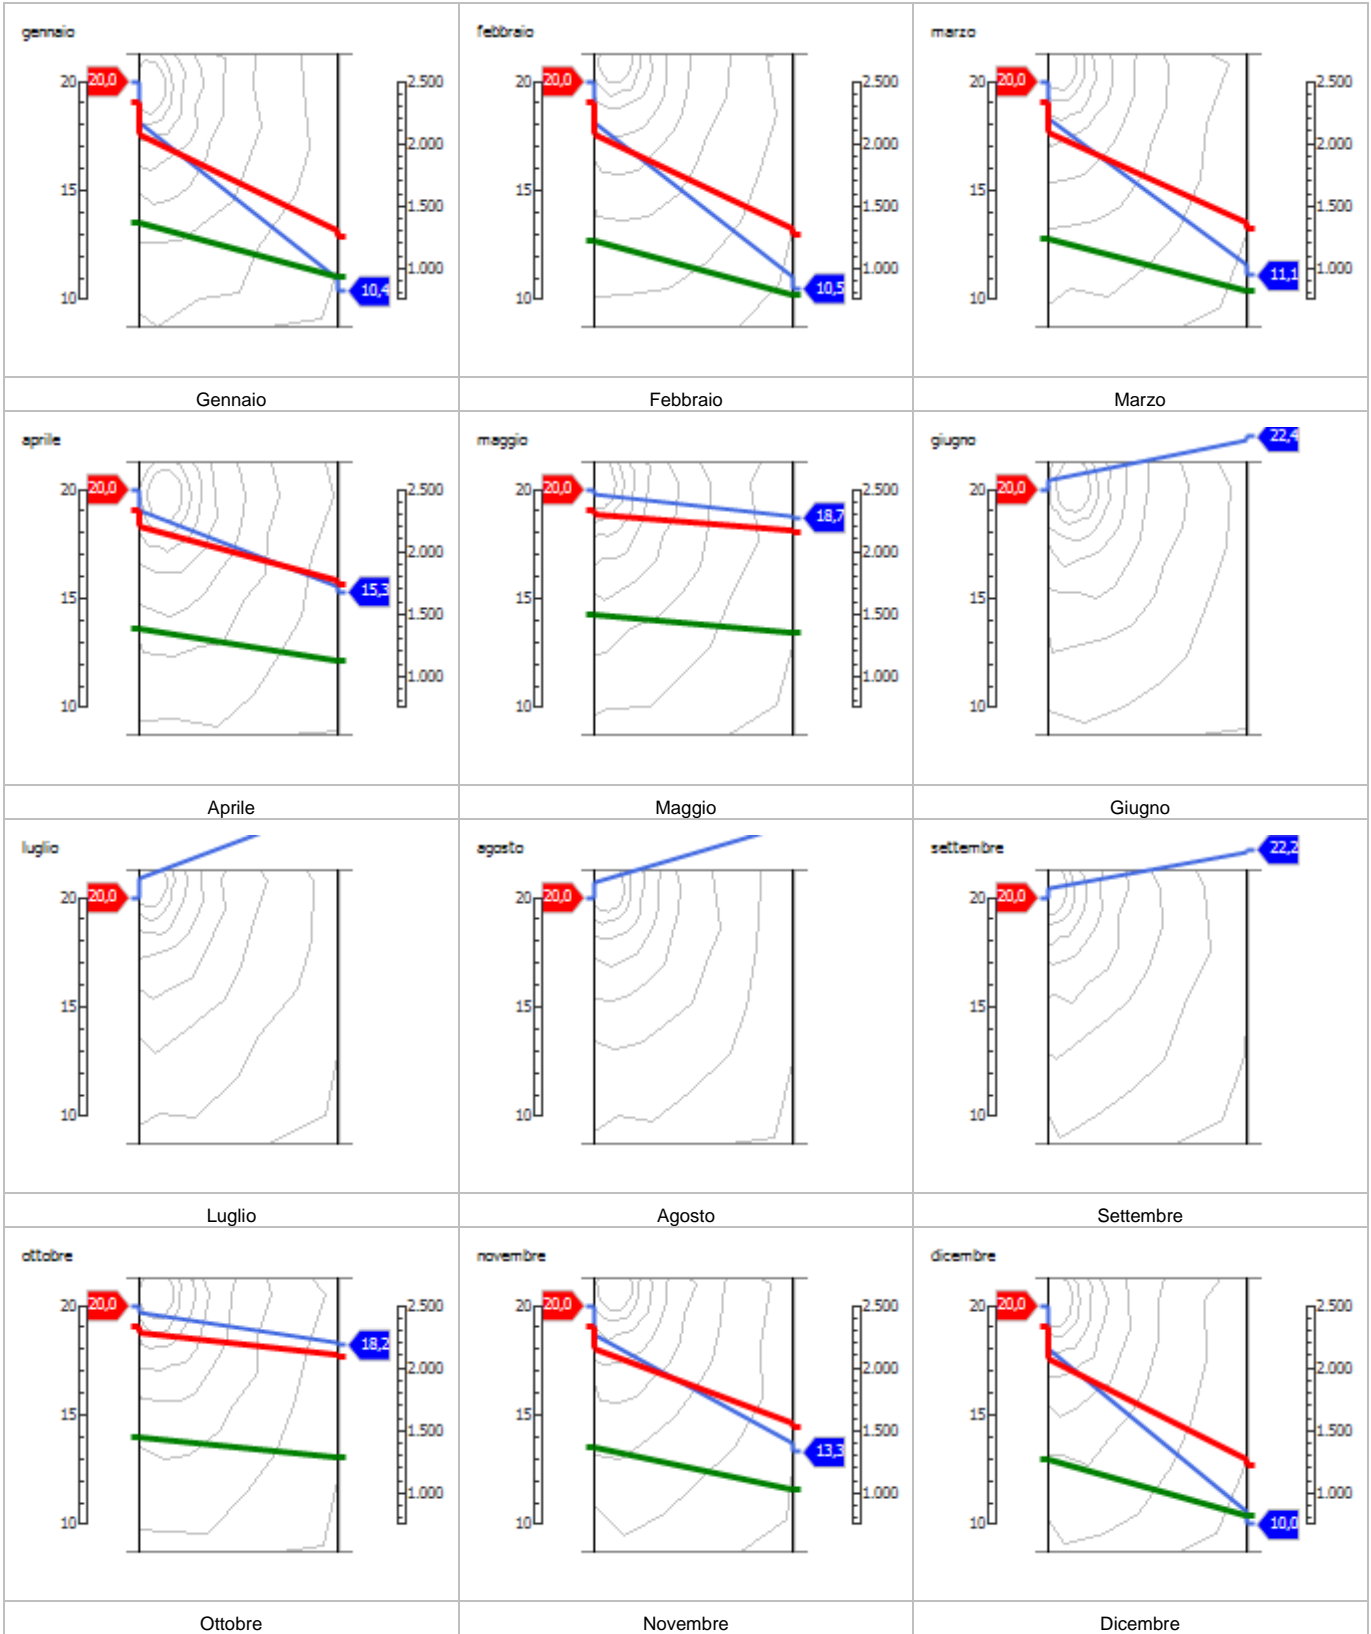 gennaio febbraio marzo
20 20,0 2.500 20 20,0 2.500 20 20,0 2.500
2.000 2.000 2.000
15 1.500 15 1.500 15 1.500
1.000 1.000 1.000
10 10,4 10 10,5 10 11,1
Gennaio Febbraio Marzo
aprile maggio giugno
22,4
20 20,0 2.500 20 20,0 2.500 20 20,0
18,7
2.000 2.000
15 15,3 1.500 15 1.500 15
1.000 1.000
10 10 10
Aprile Maggio Giugno
luglio agosto settembre
22,2
20 20,0 20 20,0 20 20,0
15 15 15
10 10 10
Luglio Agosto Settembre
ottobre novembre dicembre
20 20,0 2.500 20 20,0 2.500 20 20,0 2.500
18,2
2.000 2.000 2.000
15 1.500 15 1.500 15 1.500
13,3
1.000 1.000 1.000
10 10 10 10,0
Ottobre Novembre Dicembre